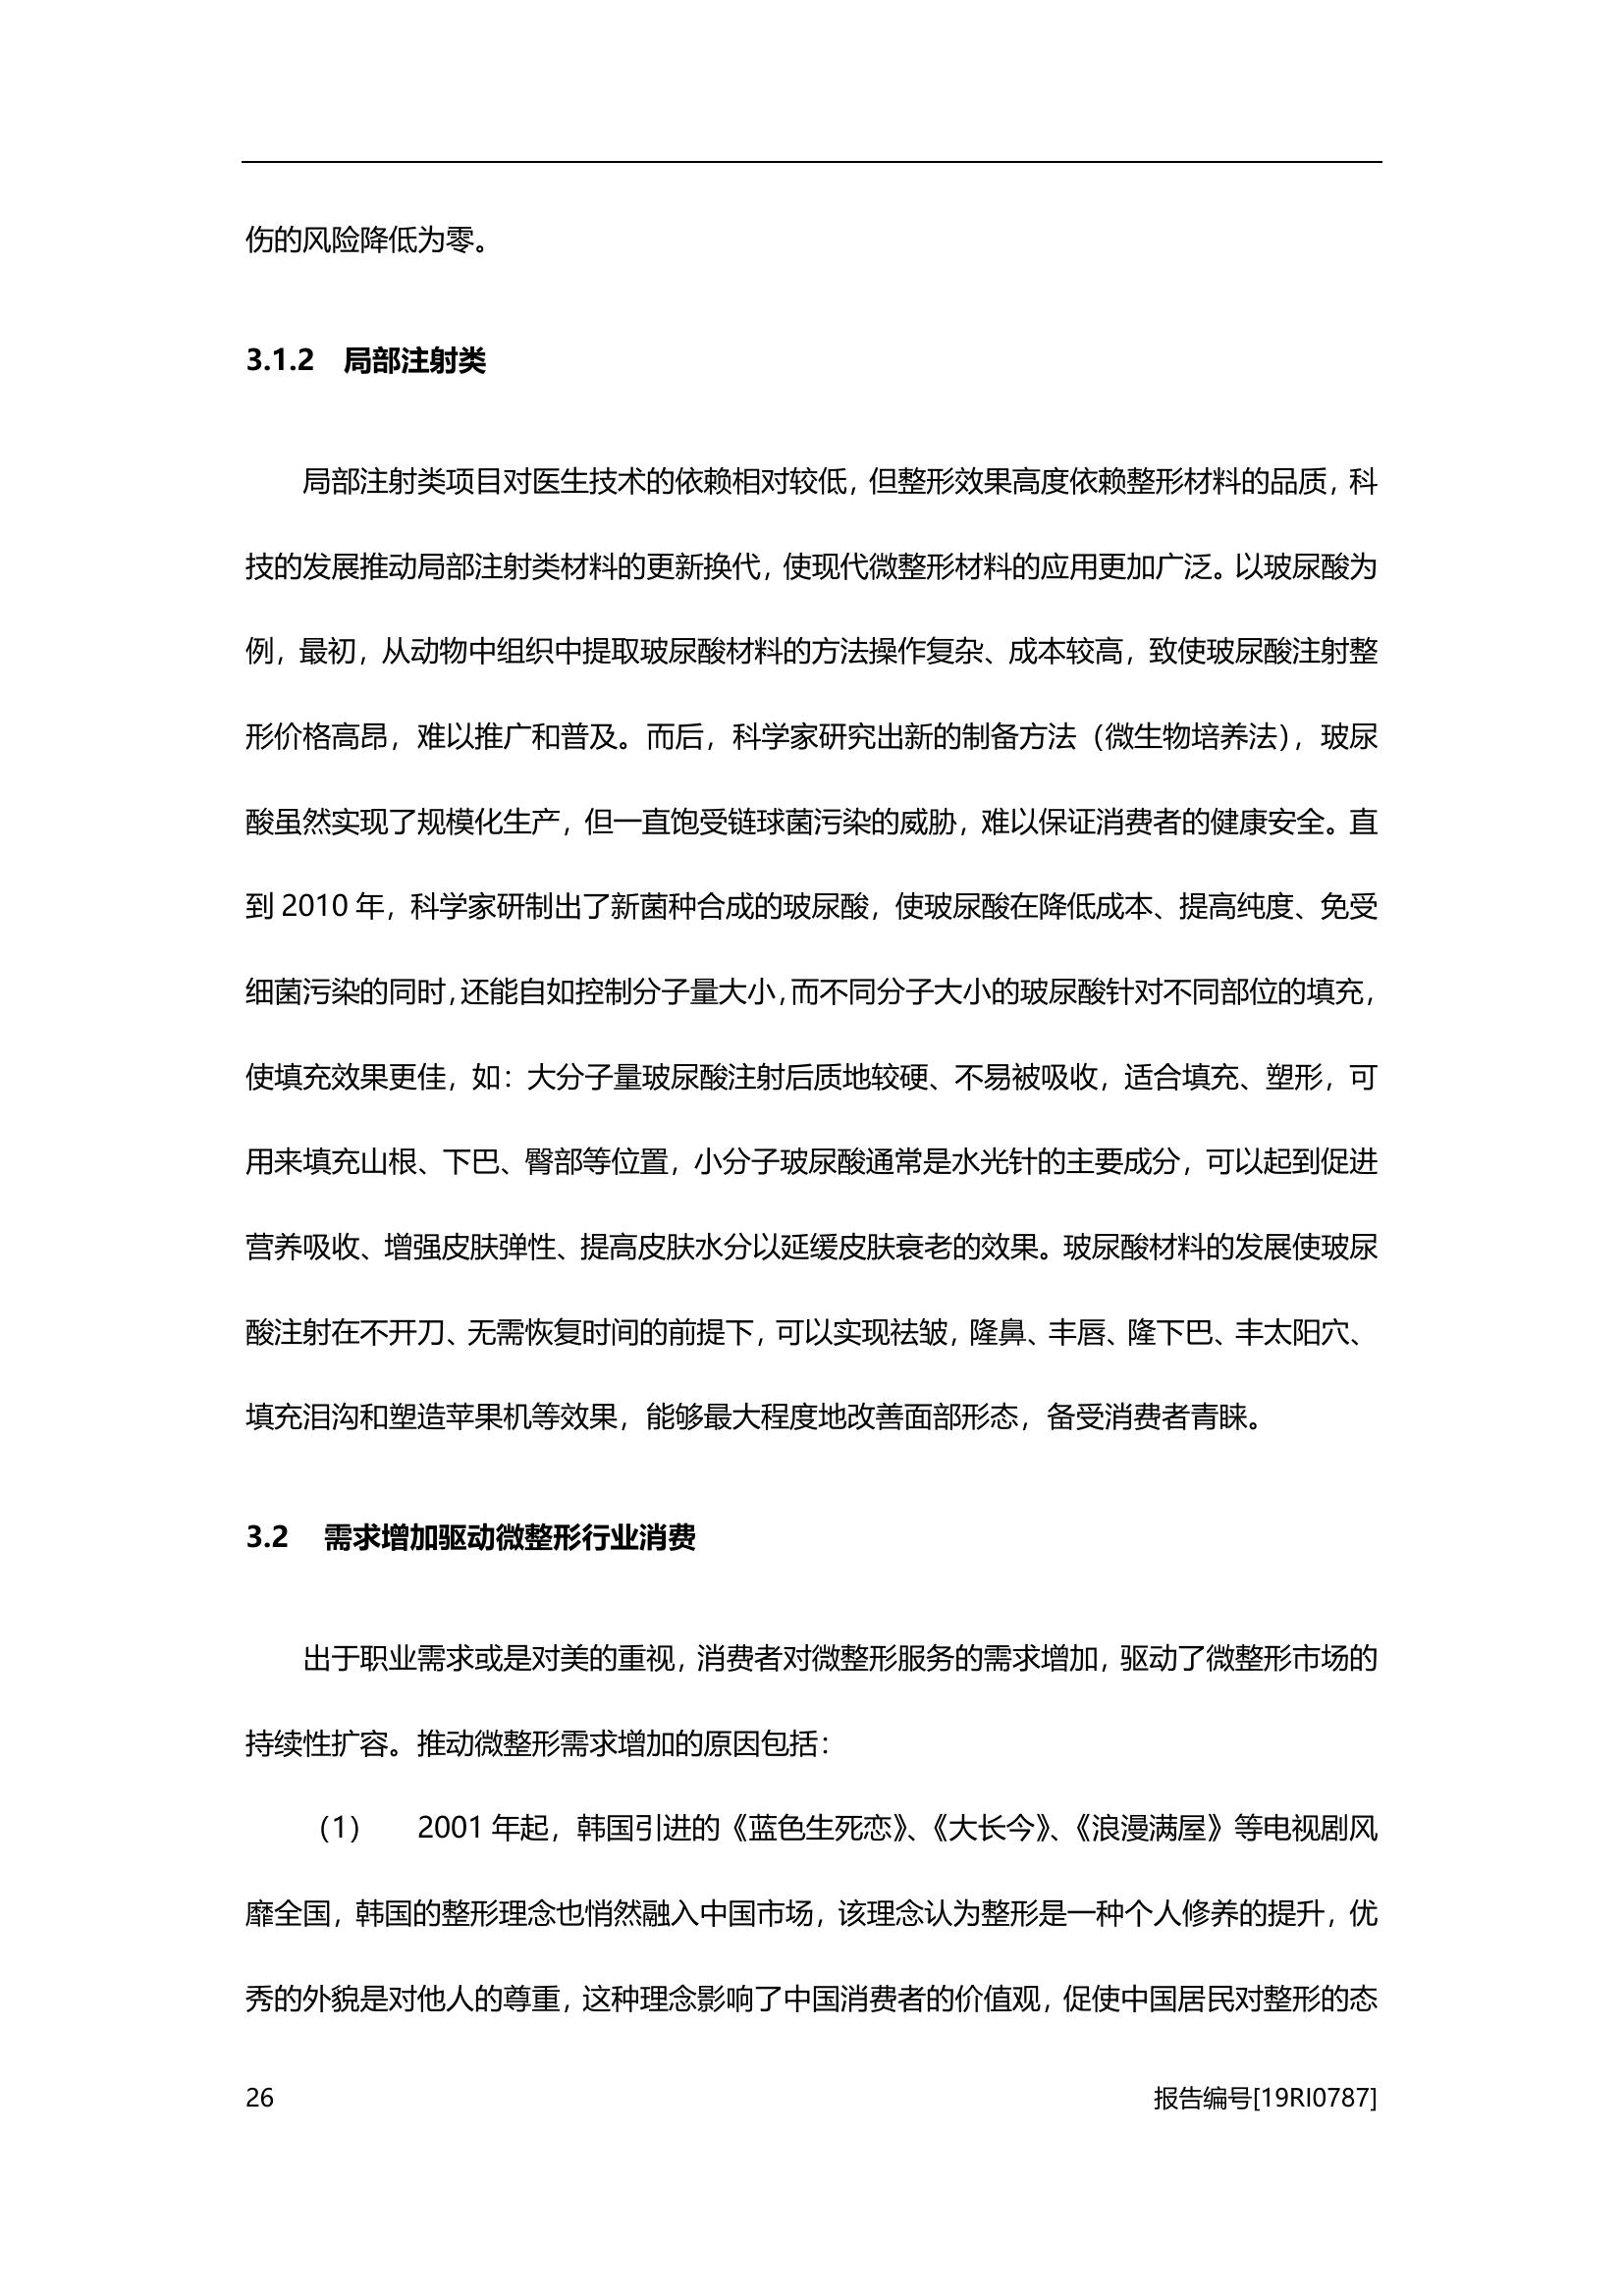 伤的风险降低为零。
3.1.2 局部注射类
局部注射类项目对医生技术的依赖相对较低，但整形效果高度依赖整形材料的品质，科
技的发展推动局部注射类材料的更新换代，使现代微整形材料的应用更加广泛。以玻尿酸为
例，最初，从动物中组织中提取玻尿酸材料的方法操作复杂、成本较高，致使玻尿酸注射整
形价格高昂，难以推广和普及。而后，科学家研究出新的制备方法（微生物培养法），玻尿
酸虽然实现了规模化生产，但一直饱受链球菌污染的威胁，难以保证消费者的健康安全。直
到 2010 年，科学家研制出了新菌种合成的玻尿酸，使玻尿酸在降低成本、提高纯度、免受
细菌污染的同时，还能自如控制分子量大小，而不同分子大小的玻尿酸针对不同部位的填充，
使填充效果更佳，如：大分子量玻尿酸注射后质地较硬、不易被吸收，适合填充、塑形，可
用来填充山根、下巴、臀部等位置，小分子玻尿酸通常是水光针的主要成分，可以起到促进
营养吸收、增强皮肤弹性、提高皮肤水分以延缓皮肤衰老的效果。玻尿酸材料的发展使玻尿
酸注射在不开刀、无需恢复时间的前提下，可以实现祛皱，隆鼻、丰唇、隆下巴、丰太阳穴、
填充泪沟和塑造苹果机等效果，能够最大程度地改善面部形态，备受消费者青睐。
3.2 需求增加驱动微整形行业消费
出于职业需求或是对美的重视，消费者对微整形服务的需求增加，驱动了微整形市场的
持续性扩容。推动微整形需求增加的原因包括：
（1） 2001 年起，韩国引进的《蓝色生死恋》、《大长今》、《浪漫满屋》等电视剧风
靡全国，韩国的整形理念也悄然融入中国市场，该理念认为整形是一种个人修养的提升，优
秀的外貌是对他人的尊重，这种理念影响了中国消费者的价值观，促使中国居民对整形的态
26 报告编号[19RI0787]